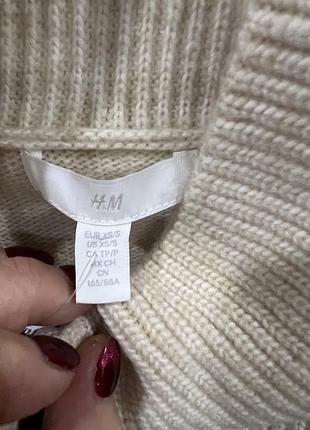 H&M
EUR XS/S
US XS/S
CA TP/P
MX CH
CN
165/88A